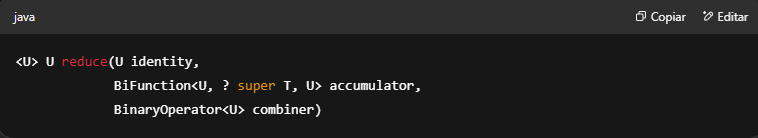 java
Copiar
Editar
<U> U reduce(U identity,
             BiFunction<U, ? super T, U> accumulator,
             BinaryOperator<U> combiner)